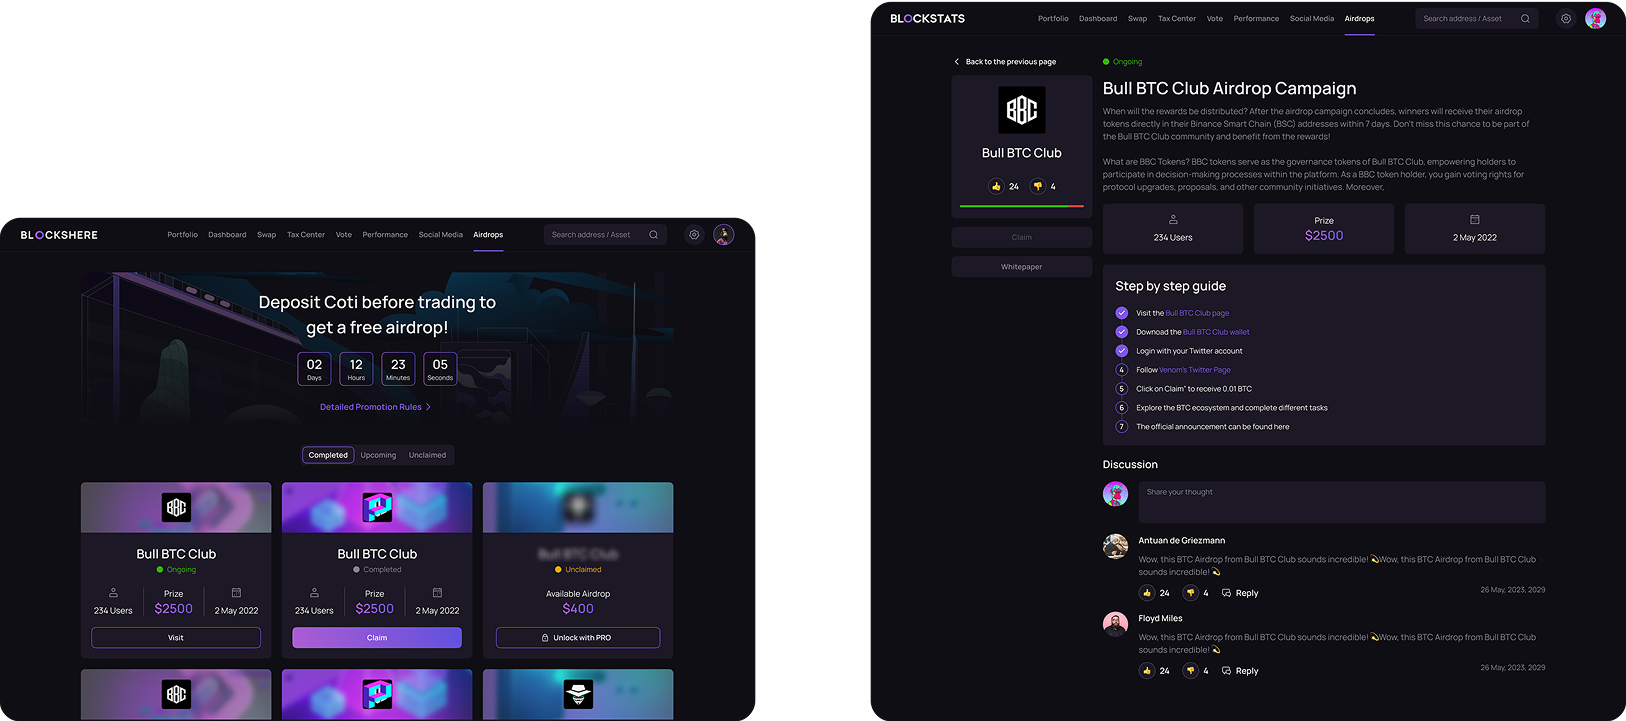 BLOCKSHERE
Portfolio Dashboard Swap Tax Center Vote Performance Social Media Airdrops
Search address / Asset
Deposit Coti before trading to
get a free airdrop!
02 12 23 05
Days Hours Minutes Seconds
Detailed Promotion Rules
Completed Upcoming Unclaimed
BBC
Bull BTC Club
Ongoing
234 Users
Prize
$2500
2 May 2022
Visit
Bull BTC Club
Completed
234 Users
Prize
$2500
2 May 2022
Claim
Bull BTC Club
Unclaimed
Available Airdrop
$400
Unlock with PRO
BBC
BLOCKSTATS
Portfolio Dashboard Swap Tax Center Vote Performance Social Media Airdrops
Search address / Asset
Back to the previous page
BBC
Bull BTC Club
24 4
Claim
Whitepaper
Ongoing
Bull BTC Club Airdrop Campaign
When will the rewards be distributed? After the airdrop campaign concludes, winners will receive their airdrop
tokens directly in their Binance Smart Chain (BSC) addresses within 7 days. Don't miss this chance to be part of
the Bull BTC Club community and benefit from the rewards!
What are BBC Tokens? BBC tokens serve as the governance tokens of Bull BTC Club, empowering holders to
participate in decision-making processes within the platform. As a BBC token holder, you gain voting rights for
protocol upgrades, proposals, and other community initiatives. Moreover,
234 Users
Prize
$2500
2 May 2022
Step by step guide
Visit the Bull BTC Club page
Downoad the Bull BTC Club wallet
Login with your Twitter account
4 Follow Venom's Twitter Page
5 Click on Claim" to receive 0.01 BTC
6 Explore the BTC ecosystem and complete different tasks
7 The official announcement can be found here
Discussion
Share your thought
Antuan de Griezmann
Wow, this BTC Airdrop from Bull BTC Club sounds incredible! 💫Wow, this BTC Airdrop from Bull BTC Club
sounds incredible! 💫
24 4 Reply
26 May, 2023, 2029
Floyd Miles
Wow, this BTC Airdrop from Bull BTC Club sounds incredible! 💫Wow, this BTC Airdrop from Bull BTC Club
sounds incredible! 💫
24 4 Reply
26 May, 2023, 2029